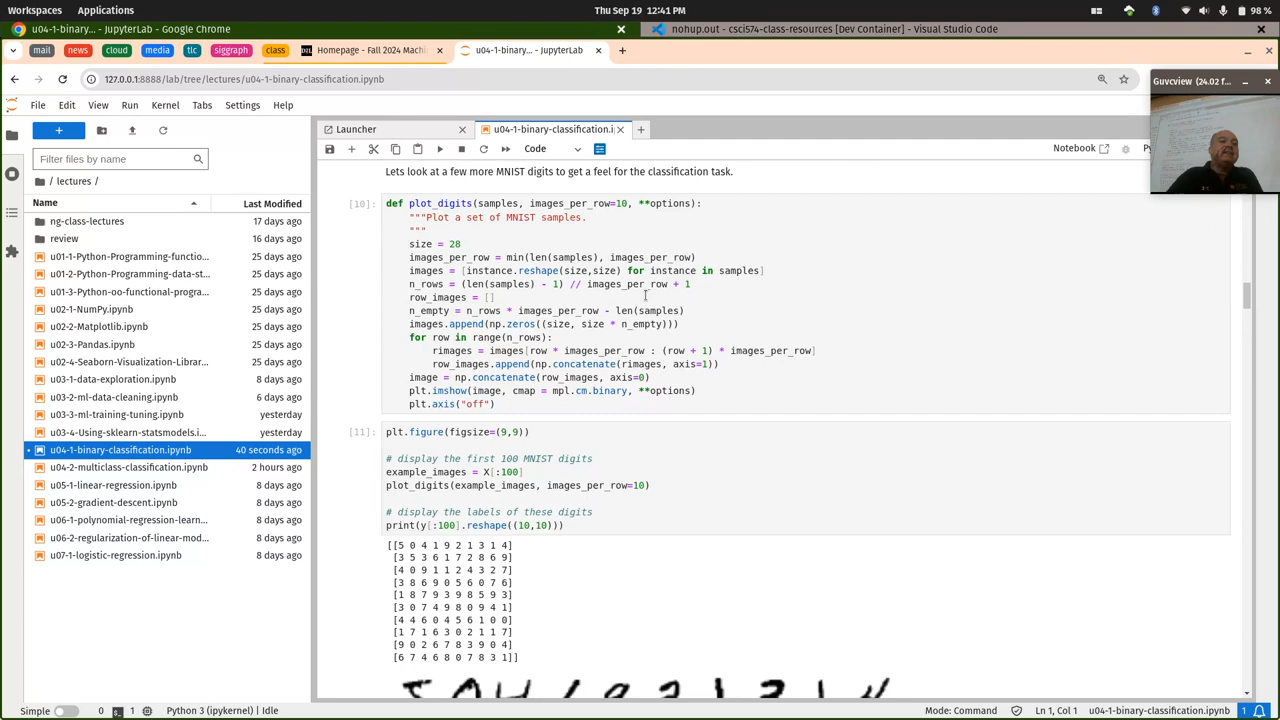 Workspaces Applications Thu Sep 19 12:41 PM 98 %
u04-1-binary-... - JupyterLab - Google Chrome nohup.out - csci574-class-resources [Dev Container] - Visual Studio Code
mail news cloud media tlc siggraph class Homepage - Fall 2024 Machi u04-1-binary-... - JupyterLab
127.0.0.1:8888/lab/tree/lectures/u04-1-binary-classification.ipynb
Guvcview (24.02 f...
File Edit View Run Kernel Tabs Settings Help
Launcher u04-1-binary-classification.i
Code Notebook
Filter files by name
/ lectures /
Name Last Modified
ng-class-lectures 17 days ago
review 16 days ago
u01-1-Python-Programming-functio... 25 days ago
u01-2-Python-Programming-data-st... 25 days ago
u01-3-Python-oo-functional-progra... 25 days ago
u02-1-NumPy.ipynb 25 days ago
u02-2-Matplotlib.ipynb 25 days ago
u02-3-Pandas.ipynb 25 days ago
u02-4-Seaborn-Visualization-Librar... 25 days ago
u03-1-data-exploration.ipynb 8 days ago
u03-2-ml-data-cleaning.ipynb 6 days ago
u03-3-ml-training-tuning.ipynb yesterday
u03-4-Using-sklearn-statsmodels.i... yesterday
u04-1-binary-classification.ipynb 40 seconds ago
u04-2-multiclass-classification.ipynb 2 hours ago
u05-1-linear-regression.ipynb 8 days ago
u05-2-gradient-descent.ipynb 8 days ago
u06-1-polynomial-regression-learn... 8 days ago
u06-2-regularization-of-linear-mod... 8 days ago
u07-1-logistic-regression.ipynb 8 days ago
Lets look at a few more MNIST digits to get a feel for the classification task.
[10]: def plot_digits(samples, images_per_row=10, **options):
"""Plot a set of MNIST samples.
"""
size = 28
images_per_row = min(len(samples), images_per_row)
images = [instance.reshape(size,size) for instance in samples]
n_rows = (len(samples) - 1) // images_per_row + 1
row_images = []
n_empty = n_rows * images_per_row - len(samples)
images.append(np.zeros((size, size * n_empty)))
for row in range(n_rows):
rimages = images[row * images_per_row : (row + 1) * images_per_row]
row_images.append(np.concatenate(rimages, axis=1))
image = np.concatenate(row_images, axis=0)
plt.imshow(image, cmap = mpl.cm.binary, **options)
plt.axis("off")
[11]: plt.figure(figsize=(9,9))
# display the first 100 MNIST digits
example_images = X[:100]
plot_digits(example_images, images_per_row=10)
# display the labels of these digits
print(y[:100].reshape((10,10)))
[[5 0 4 1 9 2 1 3 1 4]
[3 5 3 6 1 7 2 8 6 9]
[4 0 9 1 1 2 4 3 2 7]
[3 8 6 9 0 5 6 0 7 6]
[1 8 7 9 3 9 8 5 9 3]
[3 0 7 4 9 8 0 9 4 1]
[4 4 6 0 4 5 6 1 0 0]
[1 7 1 6 3 0 2 1 1 7]
[9 0 2 6 7 8 3 9 0 4]
[6 7 4 6 8 0 7 8 3 1]]
Simple 0 1 Python 3 (ipykernel) | Idle Mode: Command Ln 1, Col 1 u04-1-binary-classification.ipynb 1